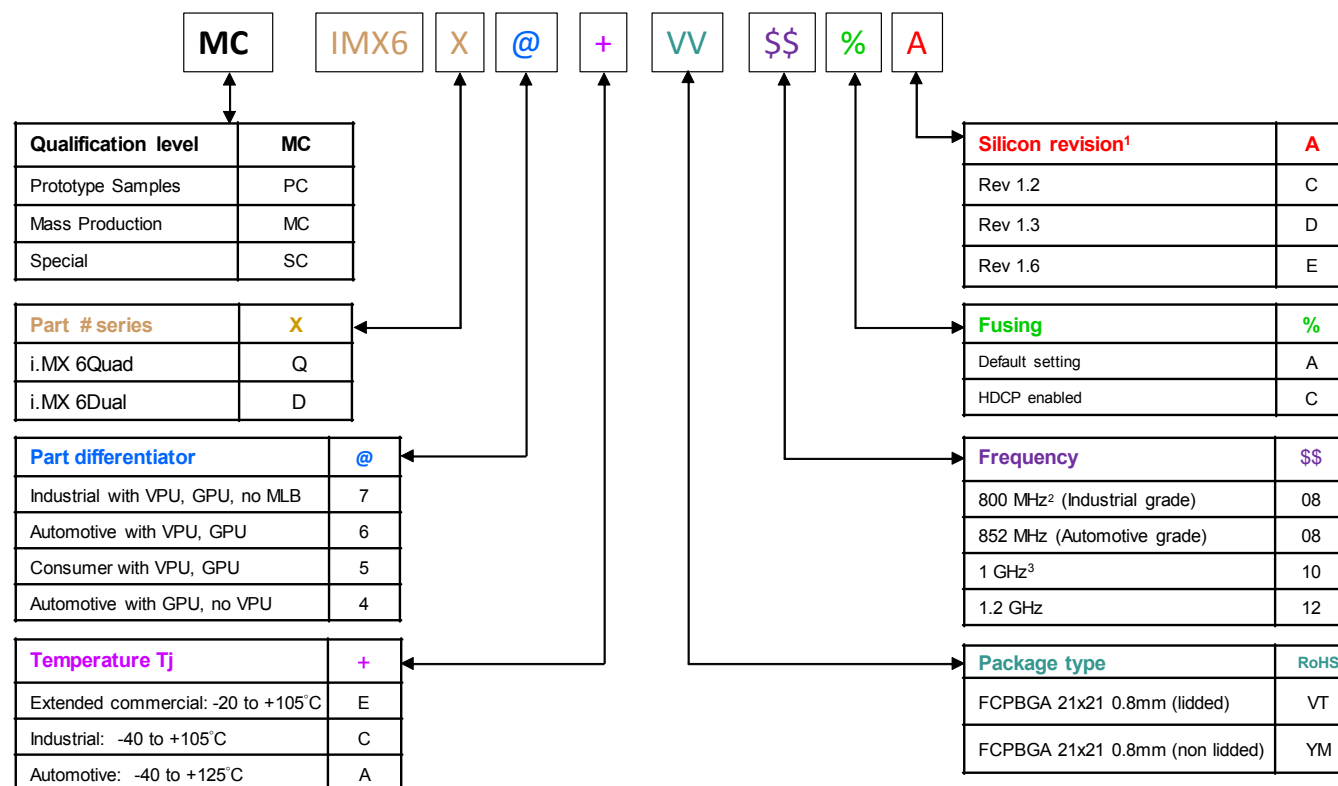 MC IMX6 X @ + VV $$ % A
Qualification level MC
Prototype Samples PC
Mass Production MC
Special SC
Part # series X
i.MX 6Quad Q
i.MX 6Dual D
Part differentiator @
Industrial with VPU, GPU, no MLB 7
Automotive with VPU, GPU 6
Consumer with VPU, GPU 5
Automotive with GPU, no VPU 4
Temperature Tj +
Extended commercial: -20 to +105°C E
Industrial: -40 to +105°C C
Automotive: -40 to +125°C A
Silicon revision¹ A
Rev 1.2 C
Rev 1.3 D
Rev 1.6 E
Fusing %
Default setting A
HDCP enabled C
Frequency $$
800 MHz² (Industrial grade) 08
852 MHz (Automotive grade) 08
1 GHz³ 10
1.2 GHz 12
Package type RoHS
FCPBGA 21x21 0.8mm (lidded) VT
FCPBGA 21x21 0.8mm (non lidded) YM